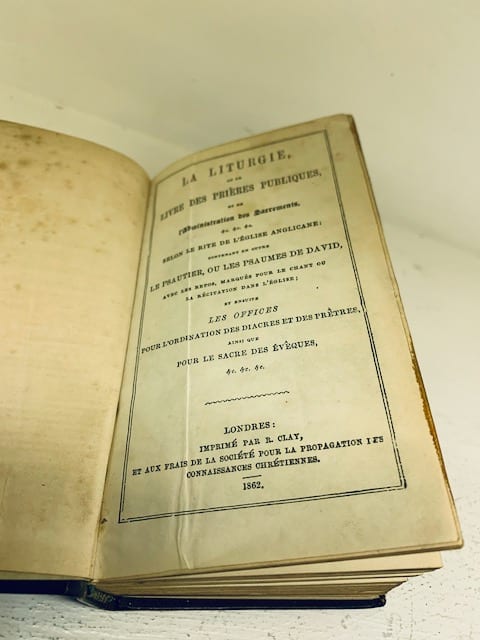 LA LITURGIE,
OU LE
LIVRE DES PRIÈRES PUBLIQUES,
ET DE
l'Administration des Sacrements,
&c. &c. &c.
SELON LE RITE DE L'ÉGLISE ANGLICANE;
CONTENANT EN OUTRE
LE PSAUTIER, OU LES PSAUMES DE DAVID,
AVEC LES REPOS, MARQUÉS POUR LE CHANT OU
LA RÉCITATION DANS L'ÉGLISE;
ET ENSUITE
LES OFFICES
POUR L'ORDINATION DES DIACRES ET DES PRÊTRES,
AINSI QUE
POUR LE SACRE DES ÉVÊQUES,
&c. &c. &c.
LONDRES:
IMPRIMÉ PAR R. CLAY,
ET AUX FRAIS DE LA SOCIÉTÉ POUR LA PROPAGATION DES
CONNAISSANCES CHRÉTIENNES.
1862.